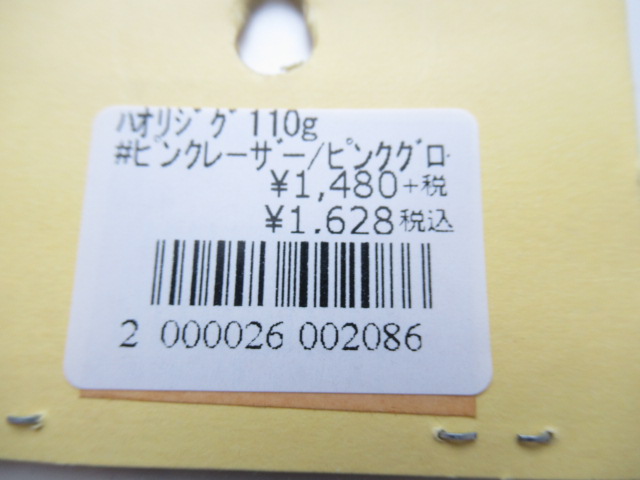 ハオリジグ 110g
#ピンクレーザー/ピンクグロ-
¥1,480+税
¥1.628税込
2 000026 002086